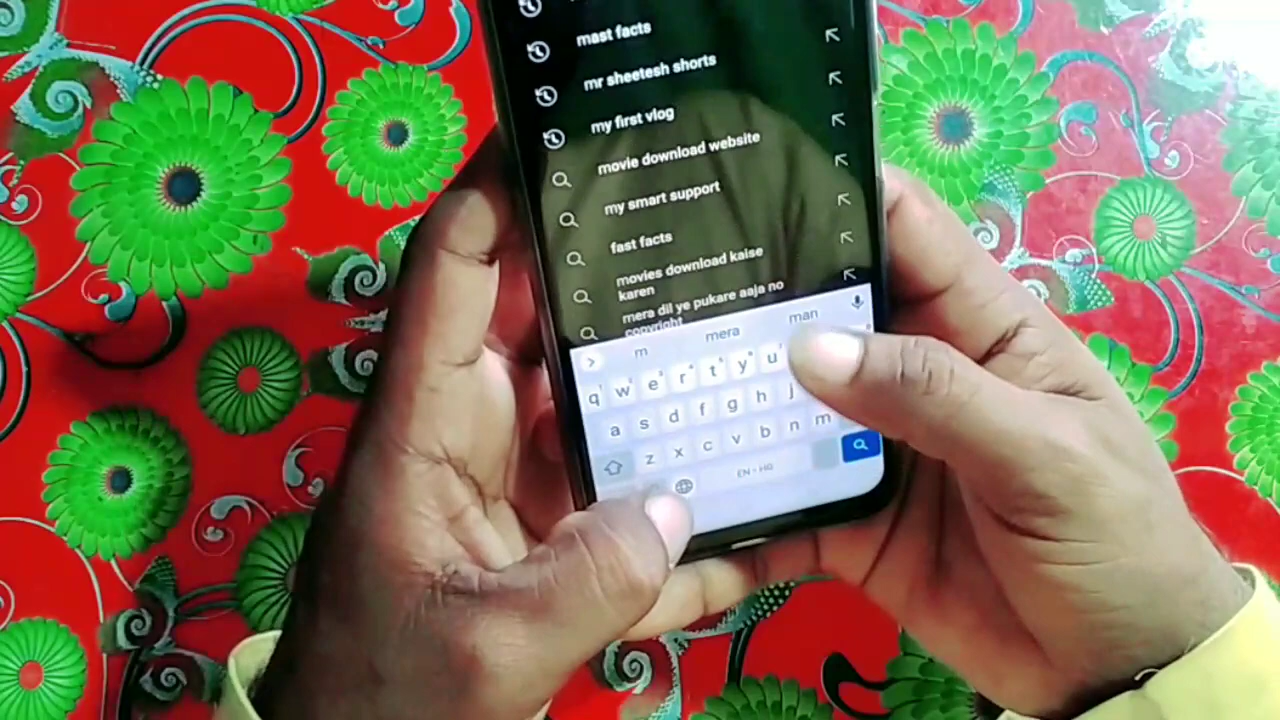 mast facts
mr sheetesh shorts
my first vlog
movie download website
my smart support
fast facts
movies download kaise
karen
mera dil ye pukare aaja no
copyright
m mera man
q w e r t y u
a s d f g h j
z x c v b n m
EN • HG